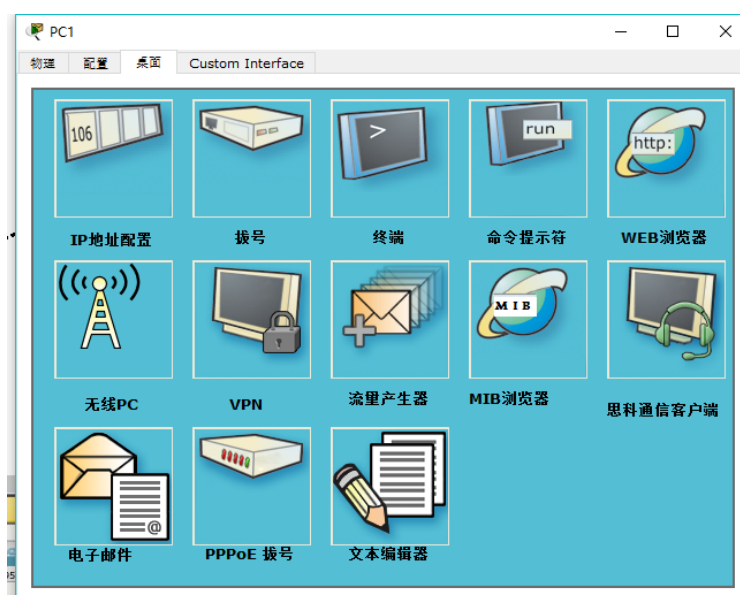 PC1
物理 配置 桌面 Custom Interface
106
>
run
http:
IP地址配置 拨号 终端 命令提示符 WEB浏览器
MIB
无线PC VPN 流量产生器 MIB浏览器 思科通信客户端
@
电子邮件 PPPoE 拨号 文本编辑器